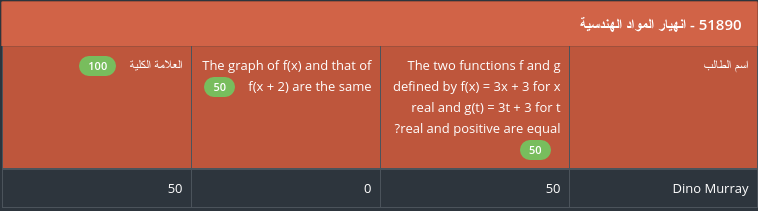 51890 - انهيار المواد الهندسية
اسم الطالب
The two functions f and g
defined by f(x) = 3x + 3 for x
real and g(t) = 3t + 3 for t
?real and positive are equal
50
The graph of f(x) and that of
f(x + 2) are the same
50
العلامة الكلية 100
Dino Murray
50
0
50